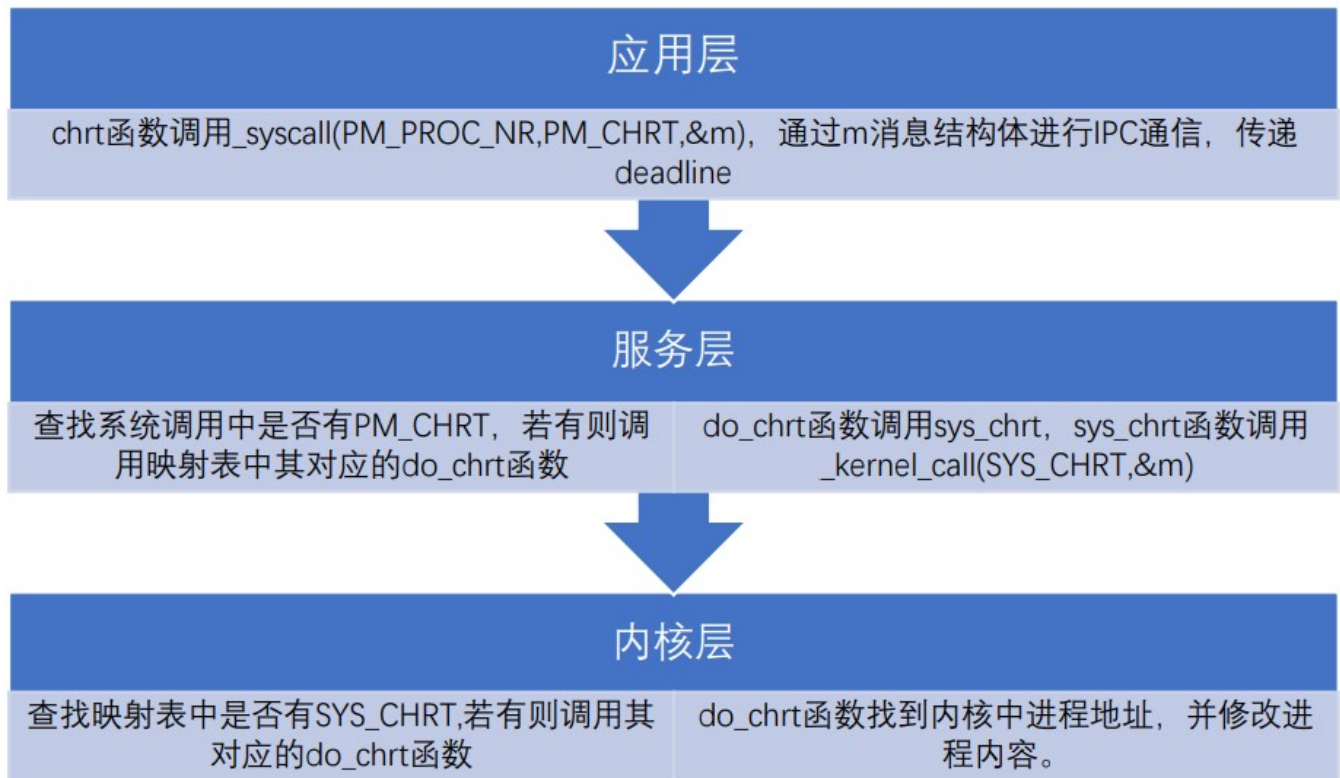 应用层
chrt函数调用_syscall(PM_PROC_NR,PM_CHRT,&m)，通过m消息结构体进行IPC通信，传递
deadline
服务层
查找系统调用中是否有PM_CHRT，若有则调
用映射表中其对应的do_chrt函数
do_chrt函数调用sys_chrt，sys_chrt函数调用
_kernel_call(SYS_CHRT,&m)
内核层
查找映射表中是否有SYS_CHRT,若有则调用其
对应的do_chrt函数
do_chrt函数找到内核中进程地址，并修改进
程内容。